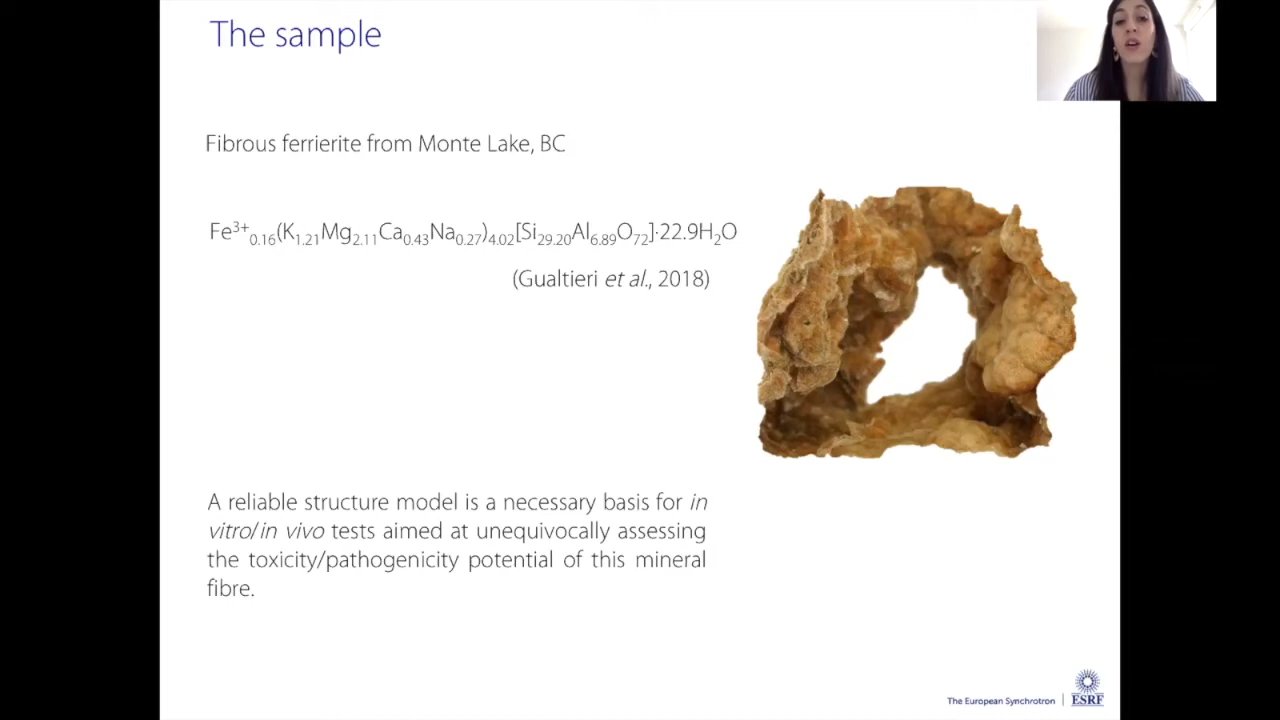 The sample
Fibrous ferrierite from Monte Lake, BC
Fe³⁺₀.₁₆(K₁.₂₁Mg₂.₁₁Ca₀.₄₃Na₀.₂₇)₄.₀₂[Si₂₉.₂₀Al₆.₈₉O₇₂]·22.9H₂O
(Gualtieri et al., 2018)
A reliable structure model is a necessary basis for in
vitro/in vivo tests aimed at unequivocally assessing
the toxicity/pathogenicity potential of this mineral
fibre.
The European Synchrotron | ESRF